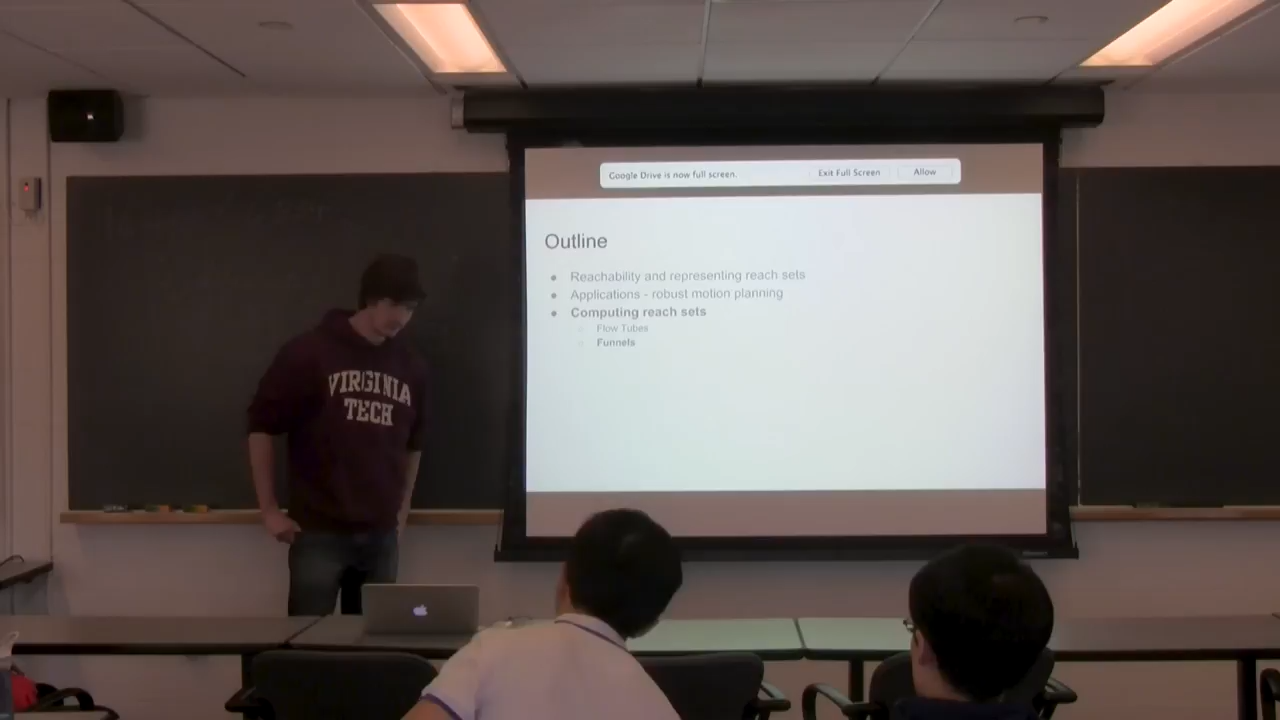 Google Drive is now full screen. Exit Full Screen Allow
Outline
Reachability and representing reach sets
Applications - robust motion planning
Computing reach sets
Flow Tubes
Funnels
VIRGINIA
TECH